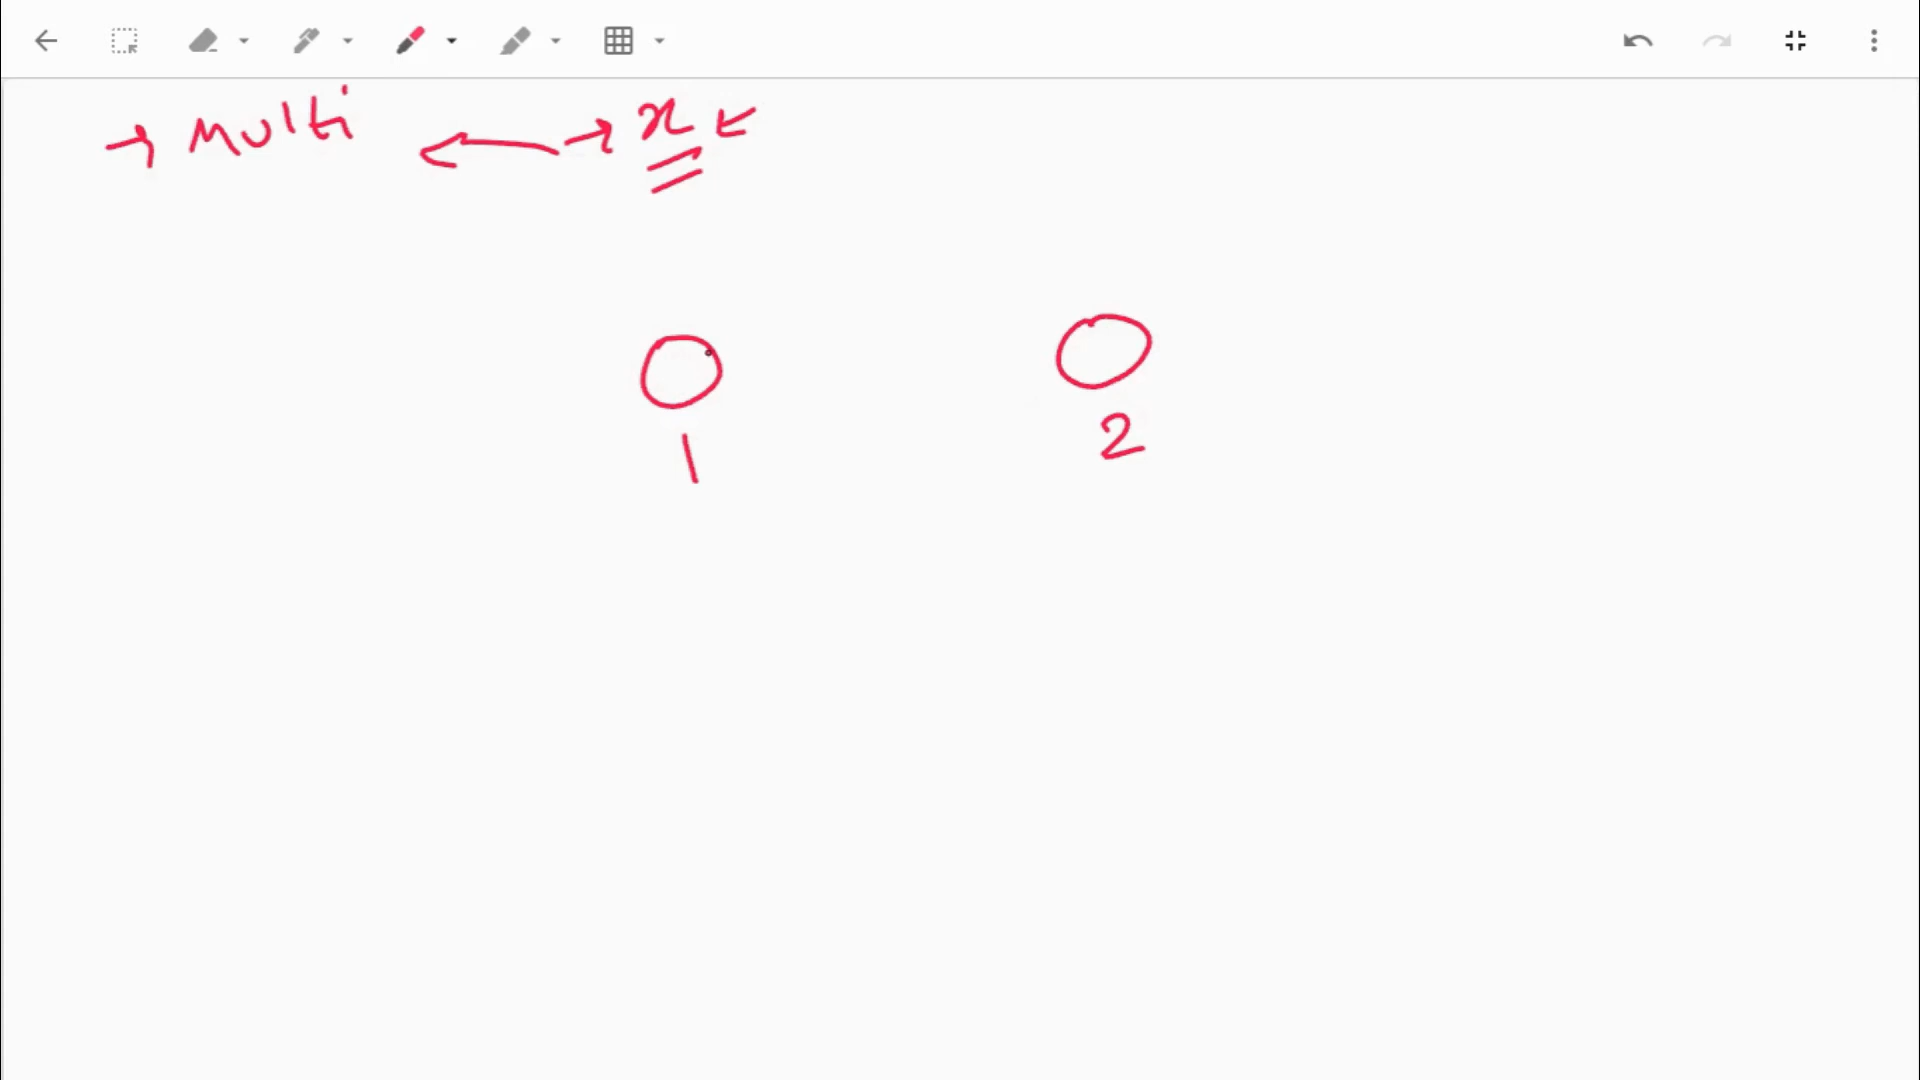 → Multi ← → x ↙
1 2